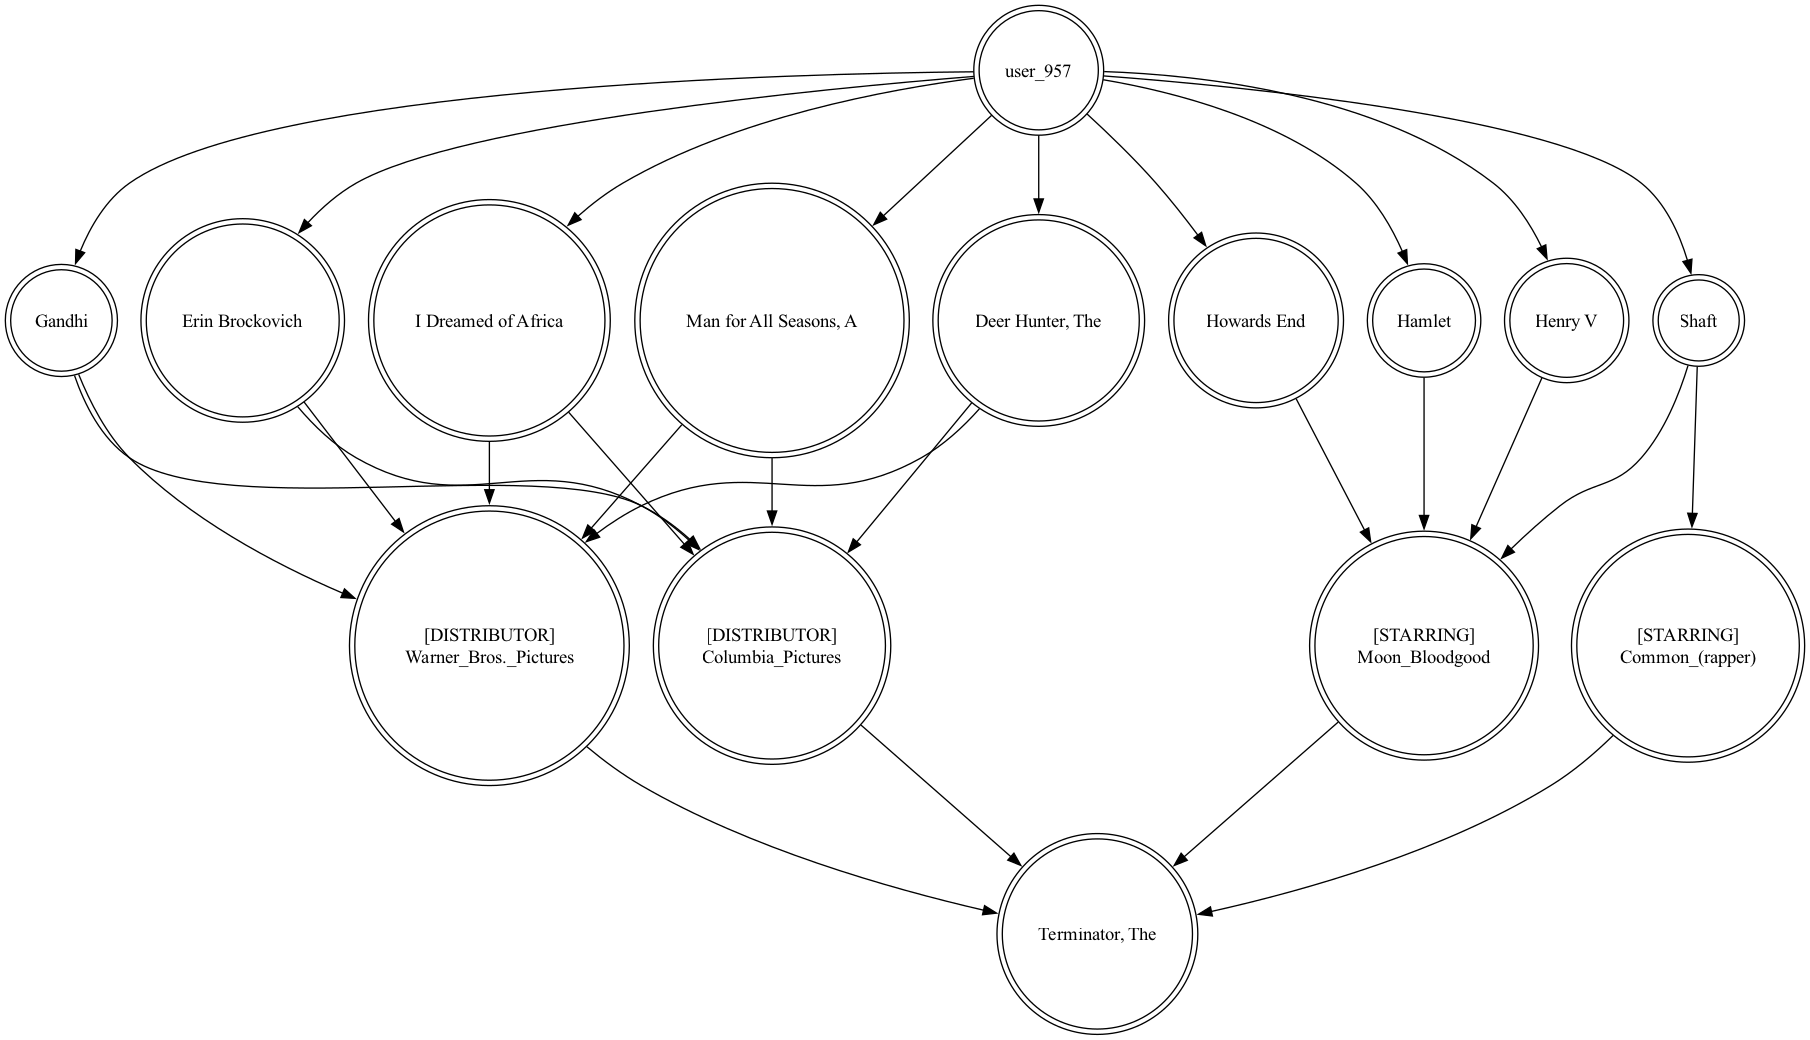 user_957
Gandhi
Erin Brockovich
I Dreamed of Africa
Man for All Seasons, A
Deer Hunter, The
Howards End
Hamlet
Henry V
Shaft
[DISTRIBUTOR]
Warner_Bros._Pictures
[DISTRIBUTOR]
Columbia_Pictures
[STARRING]
Moon_Bloodgood
[STARRING]
Common_(rapper)
Terminator, The